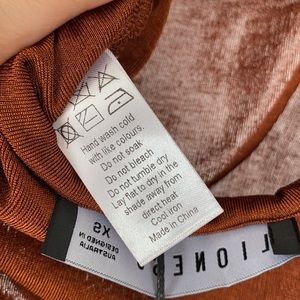 Hand wash cold
with like colours.
Do not soak
Do not bleach
Do not tumble dry
Lay flat to dry in the
shade away from
direct heat
Cool iron
Made in China
LIONESS
XS
DESIGNED IN
AUSTRALIA